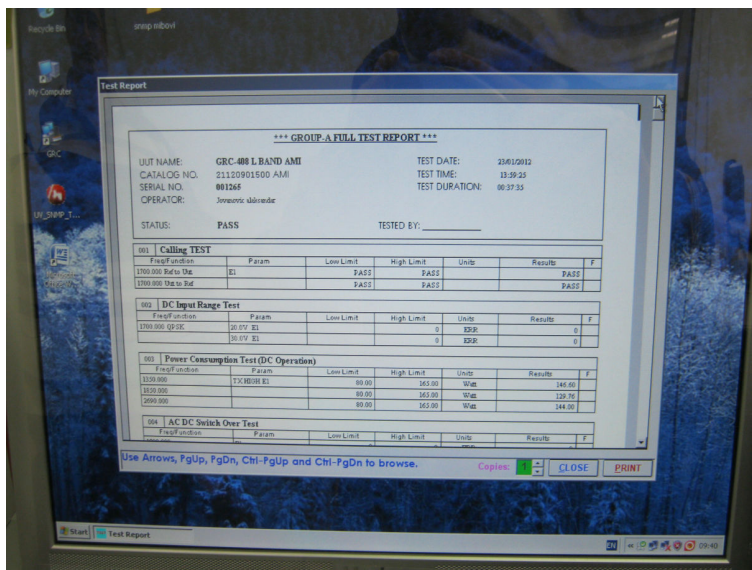 Recycle Bin
snmp mibovi
My Computer
GRC
UV_SNMP_T...
Test Report
*** GROUP-A FULL TEST REPORT ***
UUT NAME: GRC-408 L BAND AMI TEST DATE: 23/01/2012
CATALOG NO. 21120901500 AMI TEST TIME: 13:59:25
SERIAL NO. 001265 TEST DURATION: 00:37:35
OPERATOR: Jovanovic aleksandar
STATUS: PASS TESTED BY:
001 Calling TEST
Freq/Function Param Low Limit High Limit Units Results F
1700.000 Ref to Uut E1 PASS PASS PASS
1700.000 Uut to Ref PASS PASS PASS
002 DC Input Range Test
Freq/Function Param Low Limit High Limit Units Results F
1700.000 QPSK 20.0V E1 0 ERR 0
30.0V E1 0 ERR 0
003 Power Consumption Test (DC Operation)
Freq/Function Param Low Limit High Limit Units Results F
1350.000 TX HIGH E1 80.00 165.00 Watt 146.60
1850.000 80.00 165.00 Watt 129.76
2690.000 80.00 165.00 Watt 144.00
004 AC DC Switch Over Test
Freq/Function Param Low Limit High Limit Units Results F
Use Arrows, PgUp, PgDn, Ctrl-PgUp and Ctrl-PgDn to browse. Copies: 1 CLOSE PRINT
Start Test Report EN « 09:40